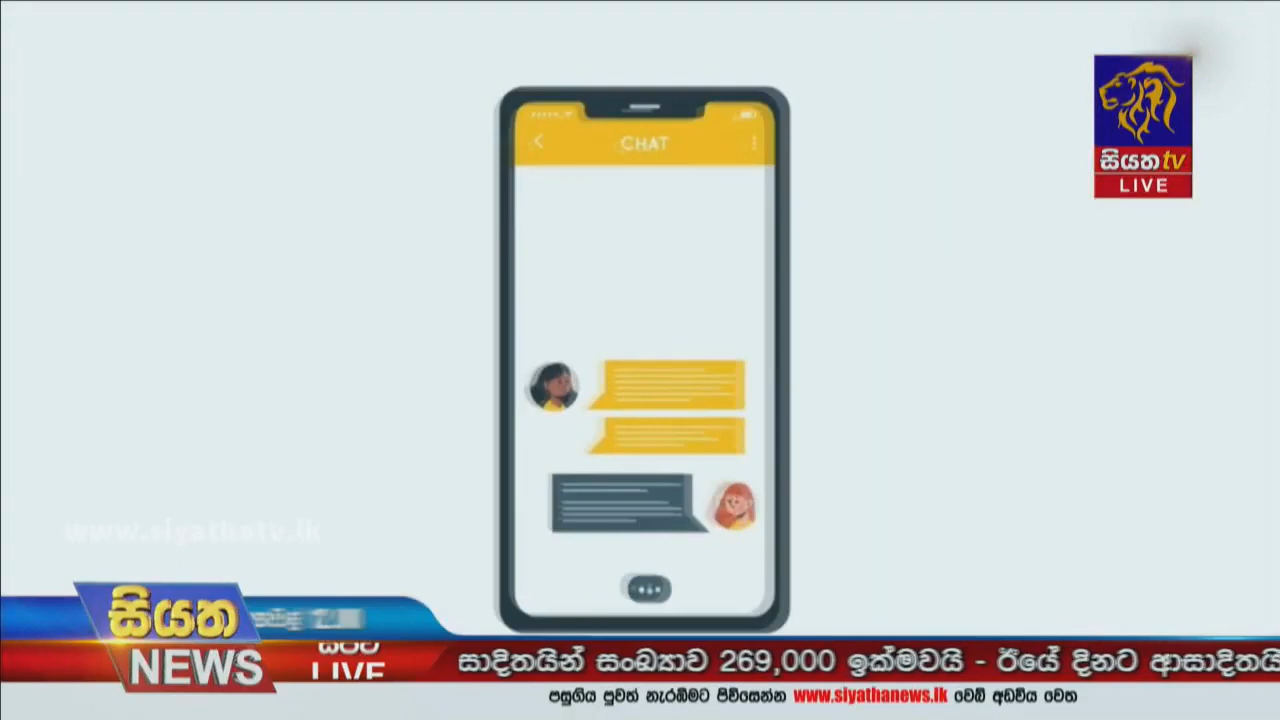 සියත tv
LIVE
CHAT
www.siyathatv.lk
සියත
NEWS
LIVE
සාදිතයින් සංඛ්‍යාව 269,000 ඉක්මවයි - ඊයේ දිනට ආසාදිතයි
පසුගිය පුවත් නැරඹීමට පිවිසෙන්න www.siyathanews.lk වෙබ් අඩවිය වෙත